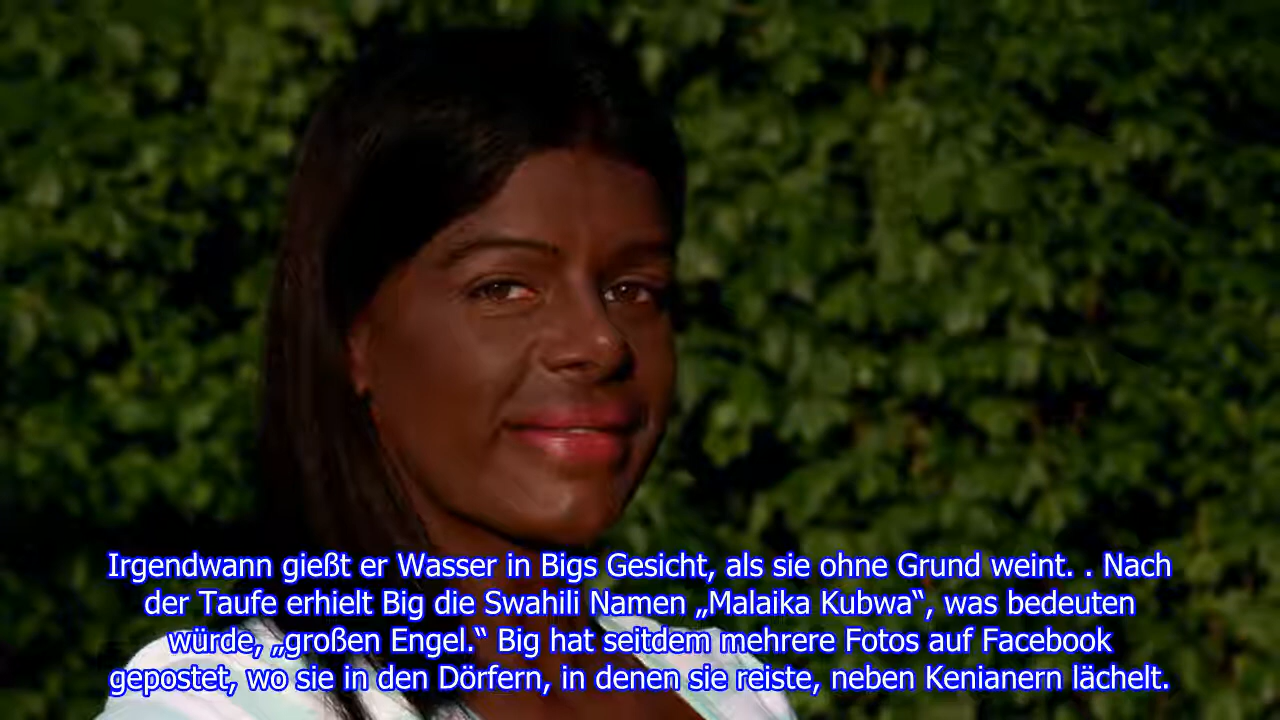 Irgendwann gießt er Wasser in Bigs Gesicht, als sie ohne Grund weint. . Nach
der Taufe erhielt Big die Swahili Namen „Malaika Kubwa“, was bedeuten
würde, „großen Engel.“ Big hat seitdem mehrere Fotos auf Facebook
gepostet, wo sie in den Dörfern, in denen sie reiste, neben Kenianern lächelt.